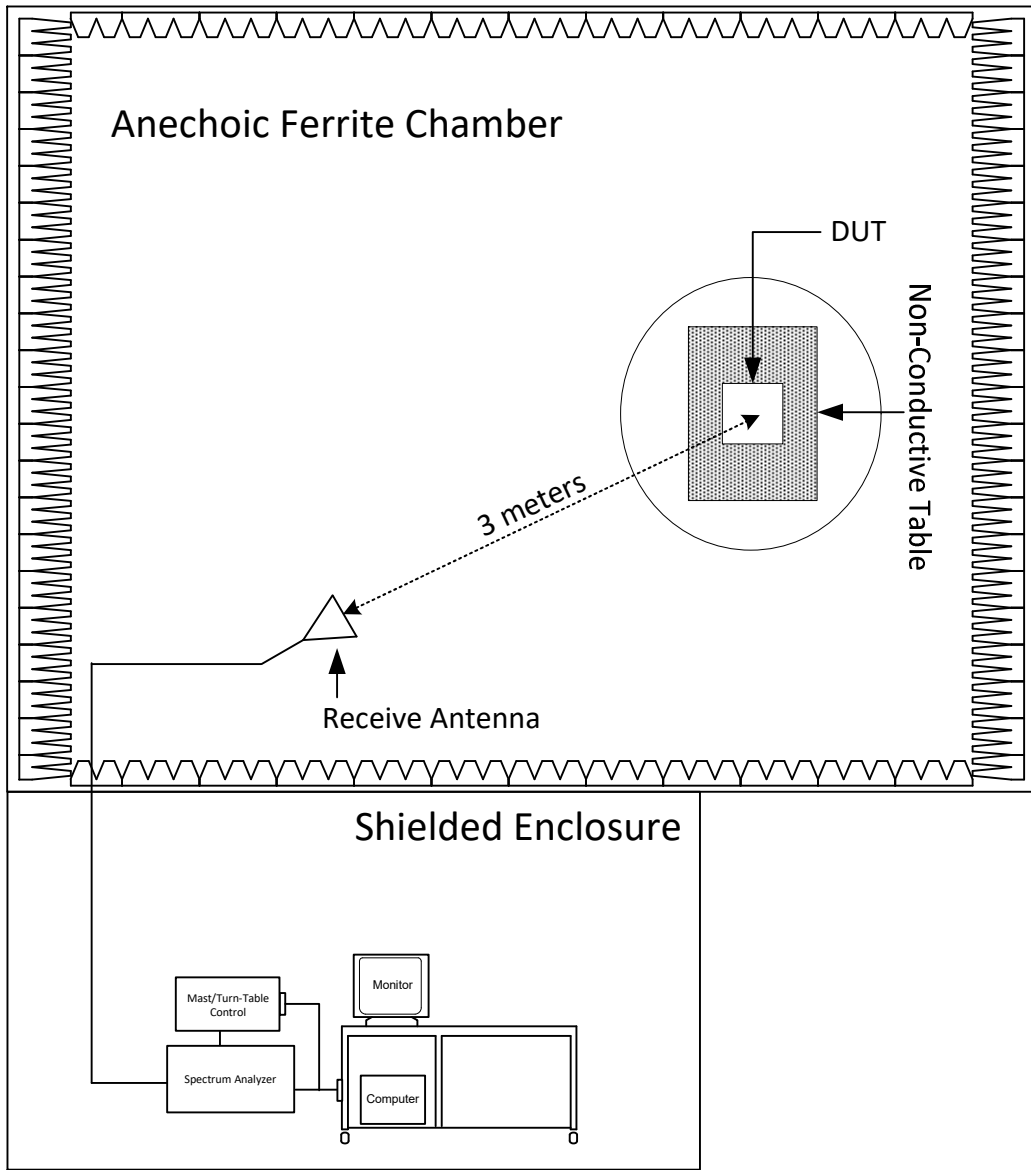 Anechoic Ferrite Chamber
DUT
Non-Conductive Table
3 meters
Receive Antenna
Shielded Enclosure
Monitor
Mast/Turn-Table
Control
Spectrum Analyzer
Computer